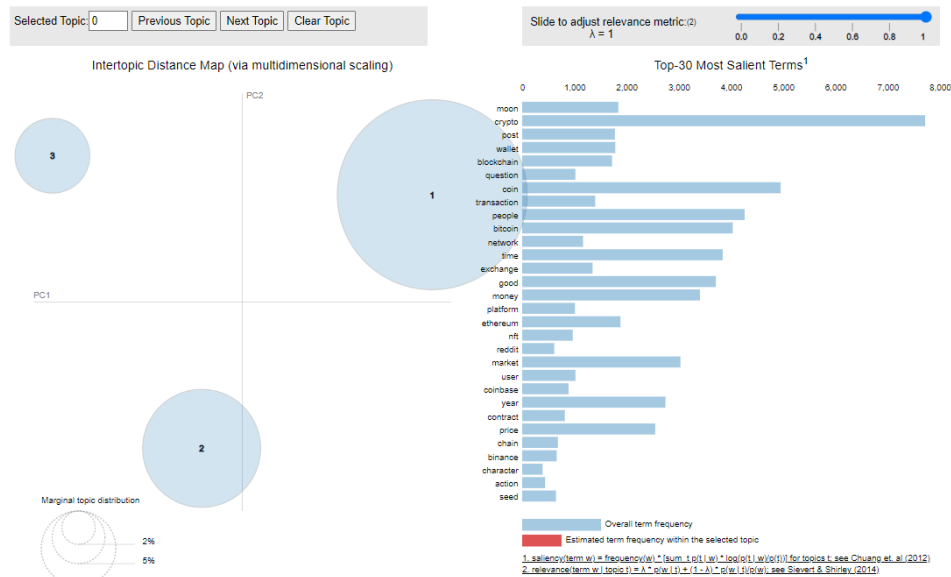 Selected Topic: 0 Previous Topic Next Topic Clear Topic
Slide to adjust relevance metric:(2)
λ = 1
0.0 0.2 0.4 0.6 0.8 1
Intertopic Distance Map (via multidimensional scaling)
PC2
PC1
3
1
2
Marginal topic distribution
2%
5%
Top-30 Most Salient Terms1
0 1,000 2,000 3,000 4,000 5,000 6,000 7,000 8,000
moon
crypto
post
wallet
blockchain
question
coin
transaction
people
bitcoin
network
time
exchange
good
money
platform
ethereum
nft
reddit
market
user
coinbase
year
contract
price
chain
binance
character
action
seed
Overall term frequency
Estimated term frequency within the selected topic
1. saliency(term w) = frequency(w) * [sum_t p(t | w) * log(p(t | w)/p(t))] for topics t; see Chuang et. al (2012)
2. relevance(term w | topic t) = λ * p(w | t) + (1 - λ) * p(w | t)/p(w); see Sievert & Shirley (2014)